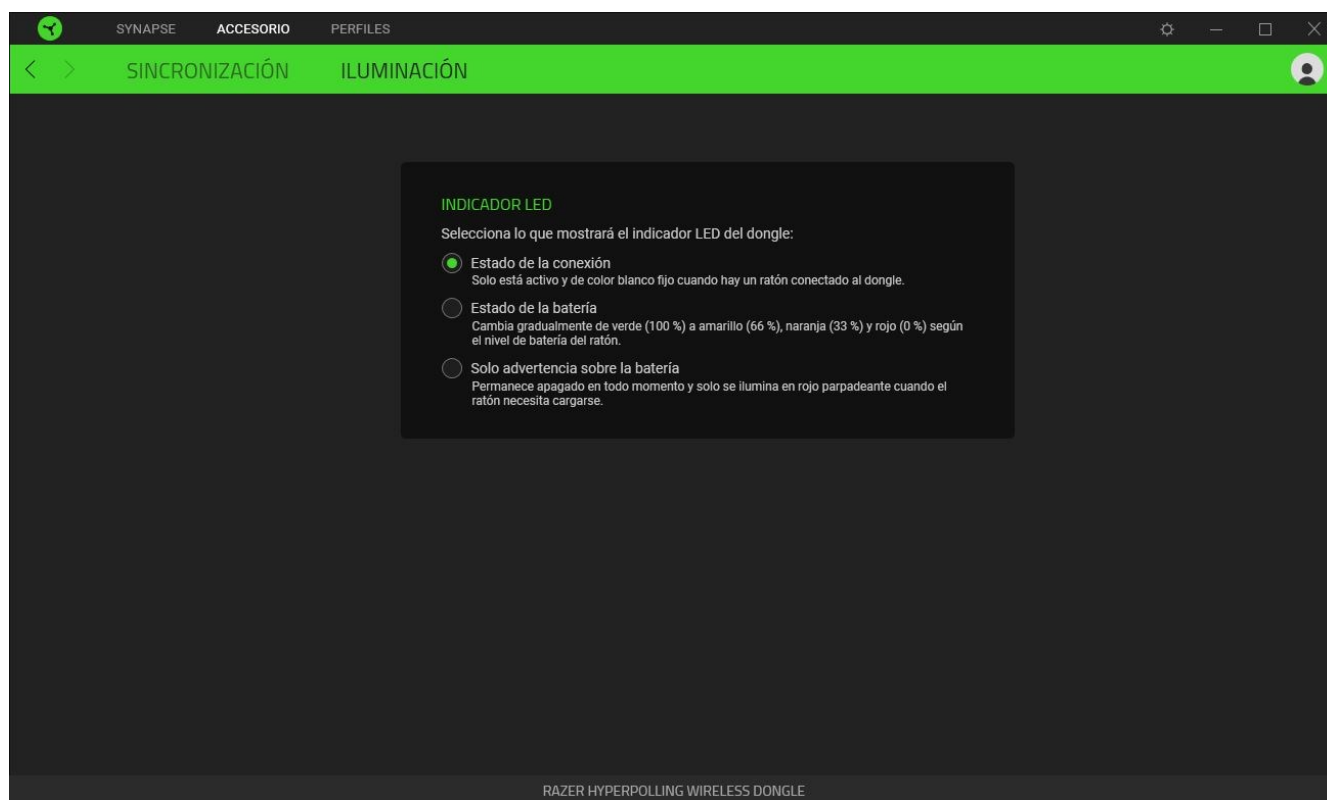 SYNAPSE ACCESORIO PERFILES
SINCRONIZACIÓN ILUMINACIÓN
INDICADOR LED
Selecciona lo que mostrará el indicador LED del dongle:
Estado de la conexión
Solo está activo y de color blanco fijo cuando hay un ratón conectado al dongle.
Estado de la batería
Cambia gradualmente de verde (100 %) a amarillo (66 %), naranja (33 %) y rojo (0 %) según
el nivel de batería del ratón.
Solo advertencia sobre la batería
Permanece apagado en todo momento y solo se ilumina en rojo parpadeante cuando el
ratón necesita cargarse.
RAZER HYPERPOLLING WIRELESS DONGLE